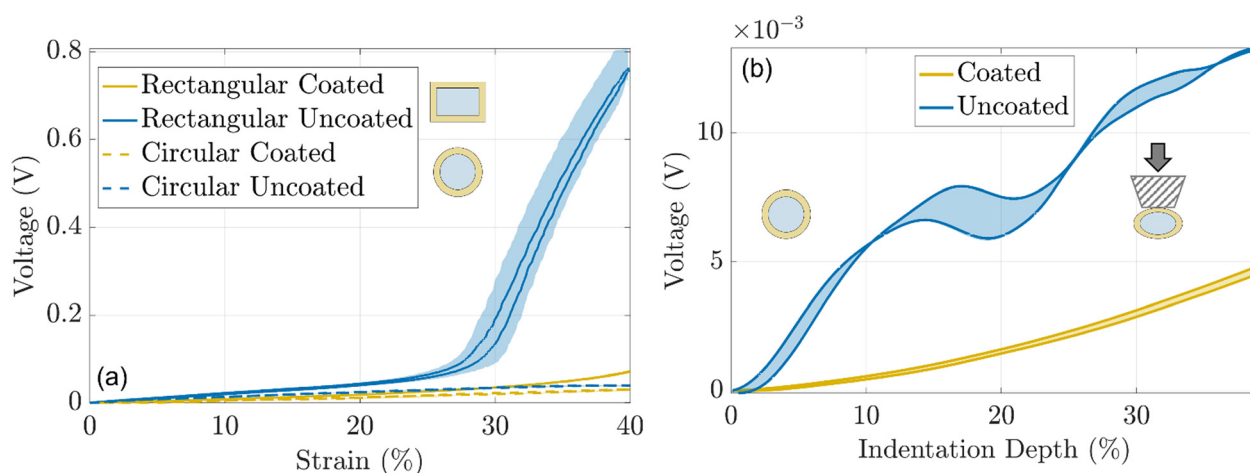 0.8
0.6
0.4
0.2
0
Voltage (V)
Rectangular Coated
Rectangular Uncoated
Circular Coated
Circular Uncoated
(a)
0
10
20
30
40
Strain (%)
×10⁻³
(b)
10
5
0
Voltage (V)
Coated
Uncoated
0
10
20
30
Indentation Depth (%)